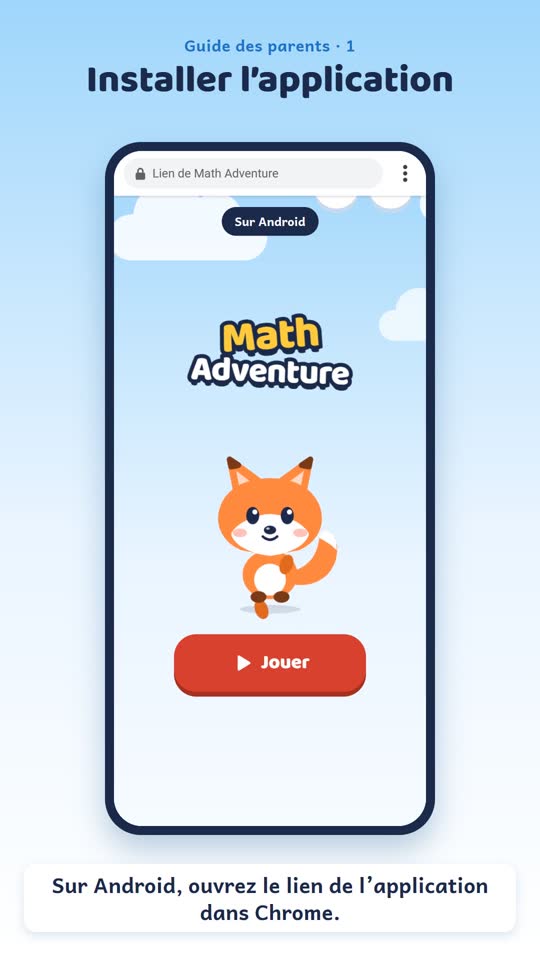 Guide des parents · 1
Installer l’application
Lien de Math Adventure
Sur Android
Math
Adventure
Jouer
Sur Android, ouvrez le lien de l’application
dans Chrome.